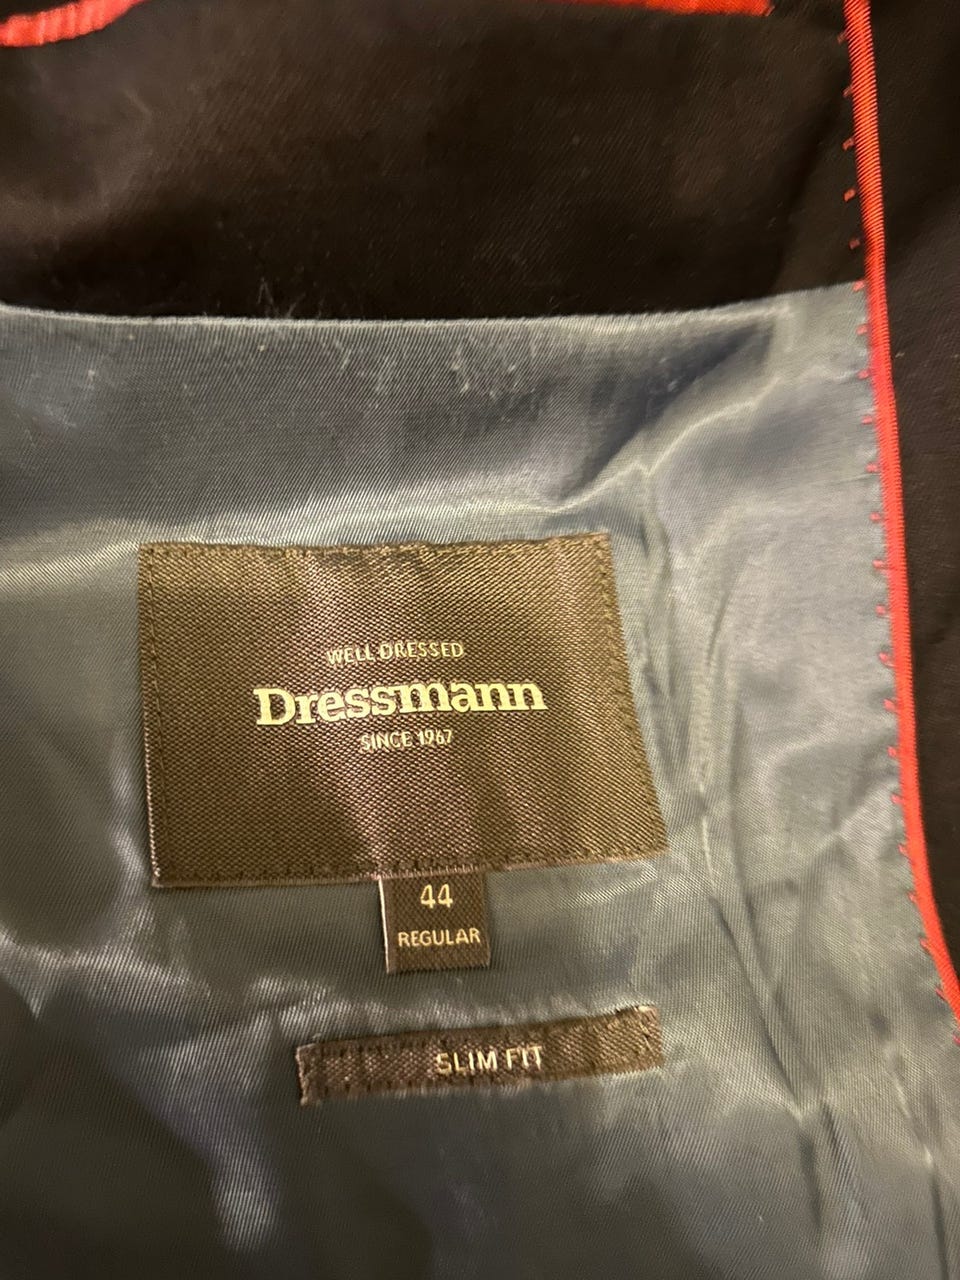 WELL DRESSED
Dressmann
SINCE 1967
44
REGULAR
SLIM FIT